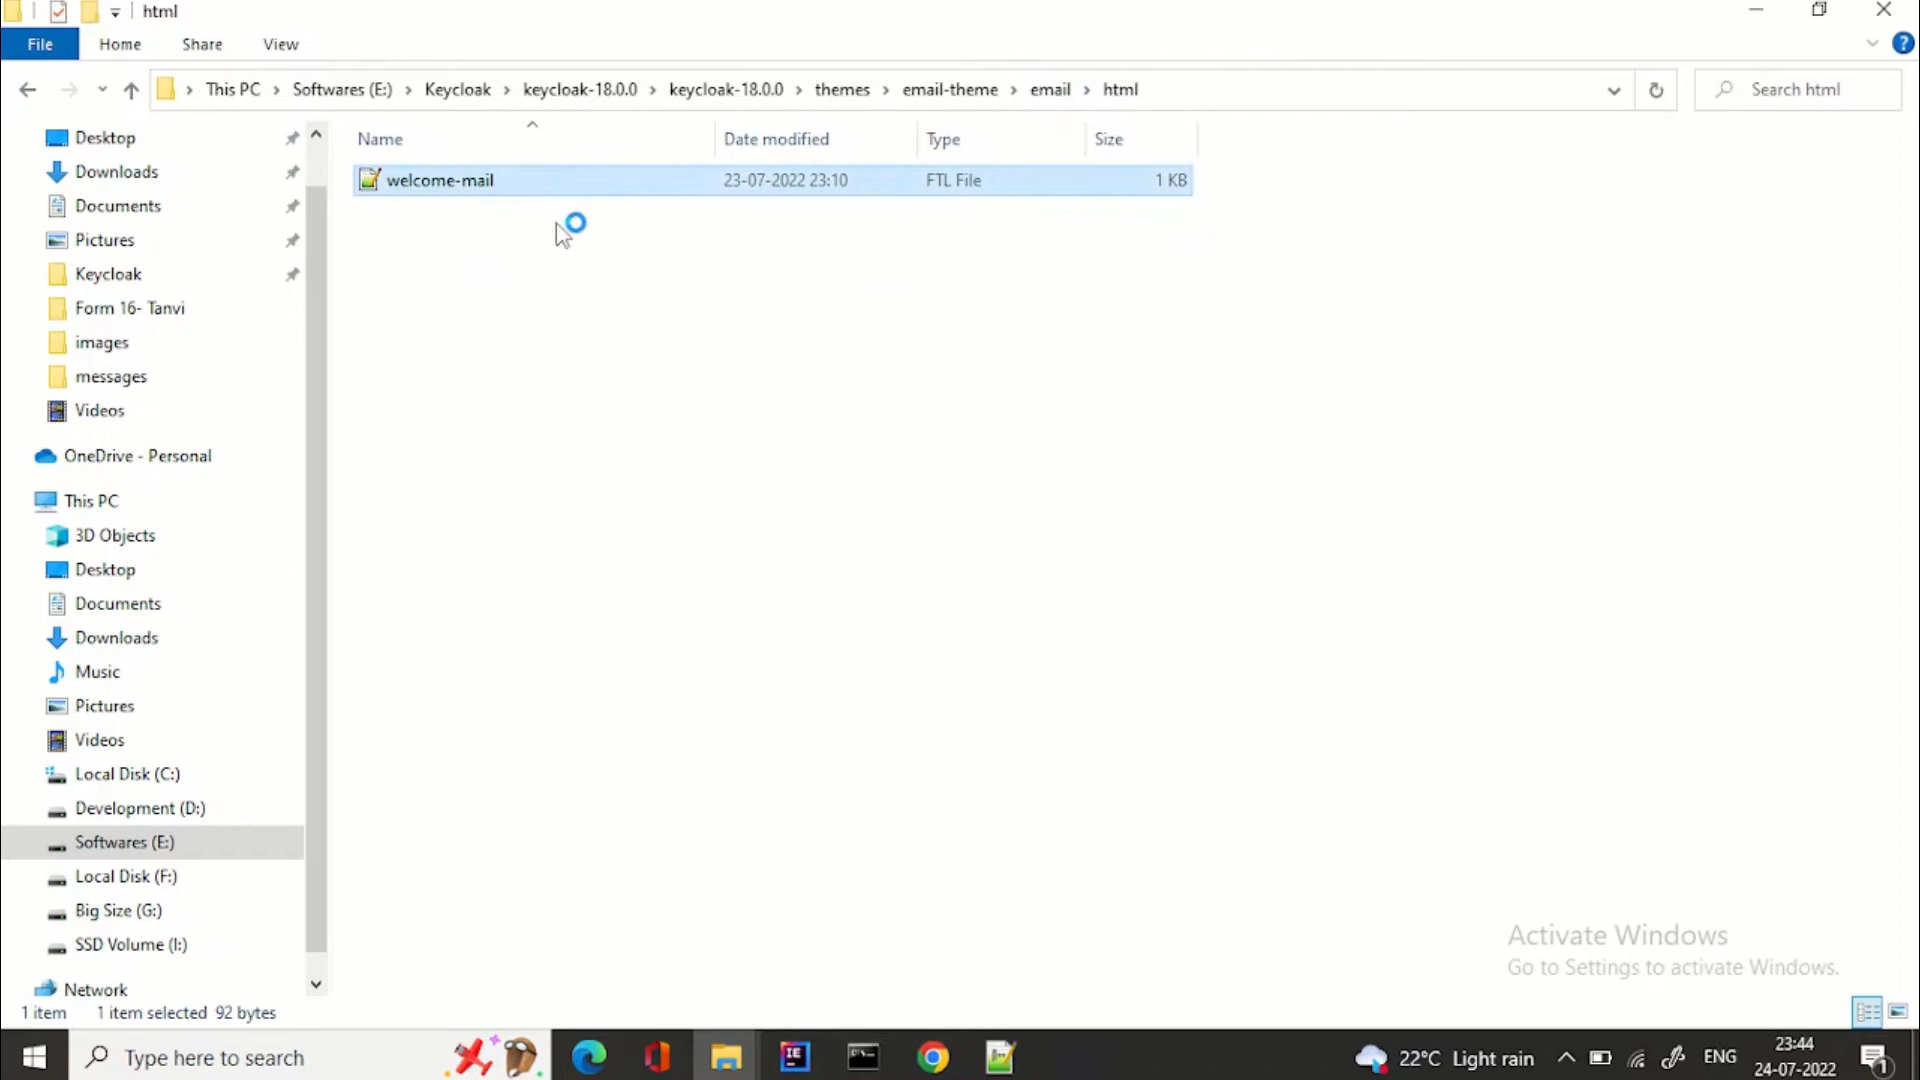 html
File Home Share View
This PC Softwares (E:) Keycloak keycloak-18.0.0 keycloak-18.0.0 themes email-theme email html Search html
Name Date modified Type Size
welcome-mail 23-07-2022 23:10 FTL File 1 KB
Desktop
Downloads
Documents
Pictures
Keycloak
Form 16- Tanvi
images
messages
Videos
OneDrive - Personal
This PC
3D Objects
Desktop
Documents
Downloads
Music
Pictures
Videos
Local Disk (C:)
Development (D:)
Softwares (E:)
Local Disk (F:)
Big Size (G:)
SSD Volume (I:)
Network
Activate Windows
Go to Settings to activate Windows.
1 item 1 item selected 92 bytes
Type here to search
22°C Light rain
ENG
23:44
24-07-2022
1